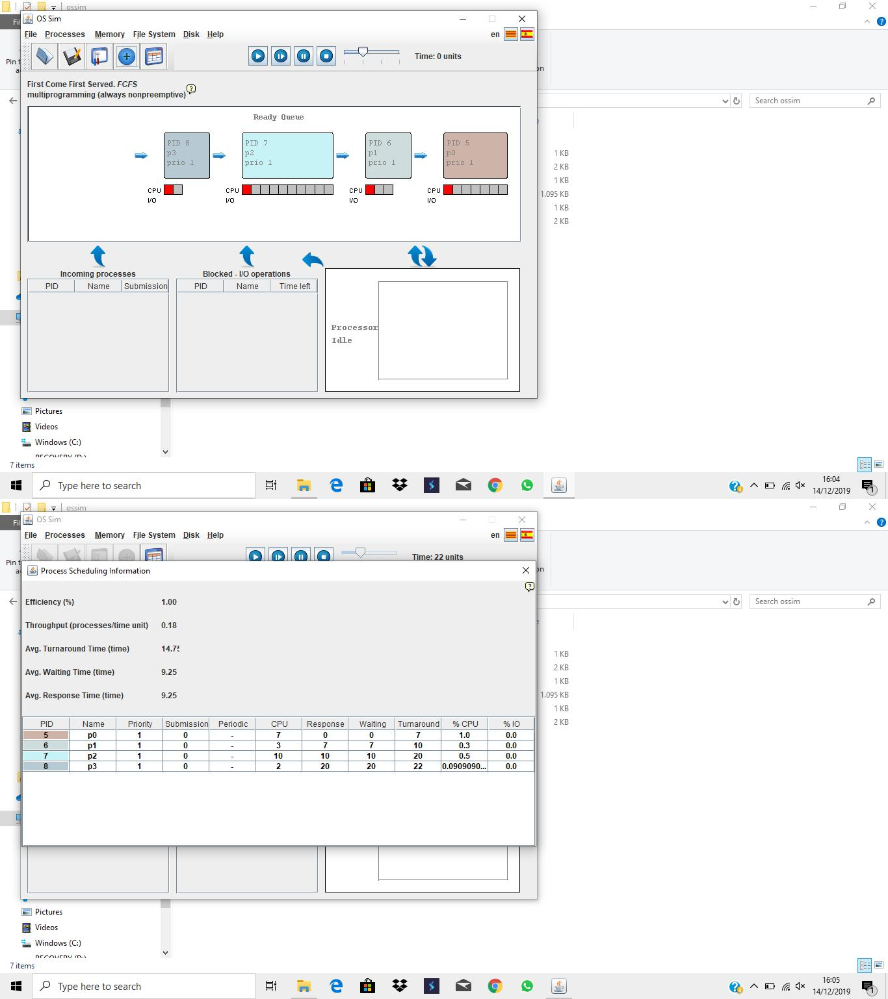 ossim
OS Sim
File Processes Memory File System Disk Help
en
Time: 0 units
Pin t
First Come First Served. FCFS
multiprogramming (always nonpreemptive)
Search ossim
Ready Queue
PID 8
p3
prio 1
PID 7
p2
prio 1
PID 6
p1
prio 1
PID 5
p0
prio 1
CPU
I/O
CPU
I/O
CPU
I/O
CPU
I/O
1 KB
2 KB
1 KB
1.095 KB
1 KB
2 KB
Incoming processes
PID Name Submission
Blocked - I/O operations
PID Name Time left
Processor
Idle
Pictures
Videos
Windows (C:)
RECOVERY (D:)
7 items
Type here to search
16:04
14/12/2019
1
ossim
OS Sim
File Processes Memory File System Disk Help
en
Time: 22 units
Pin t
Process Scheduling Information
Search ossim
Efficiency (%) 1.00
Throughput (processes/time unit) 0.18
Avg. Turnaround Time (time) 14.75
Avg. Waiting Time (time) 9.25
Avg. Response Time (time) 9.25
PID Name Priority Submission Periodic CPU Response Waiting Turnaround % CPU % IO
5 p0 1 0 - 7 0 0 7 1.0 0.0
6 p1 1 0 - 3 7 7 10 0.3 0.0
7 p2 1 0 - 10 10 10 20 0.5 0.0
8 p3 1 0 - 2 20 20 22 0.0909090... 0.0
1 KB
2 KB
1 KB
1.095 KB
1 KB
2 KB
Pictures
Videos
Windows (C:)
RECOVERY (D:)
7 items
Type here to search
16:05
14/12/2019
1